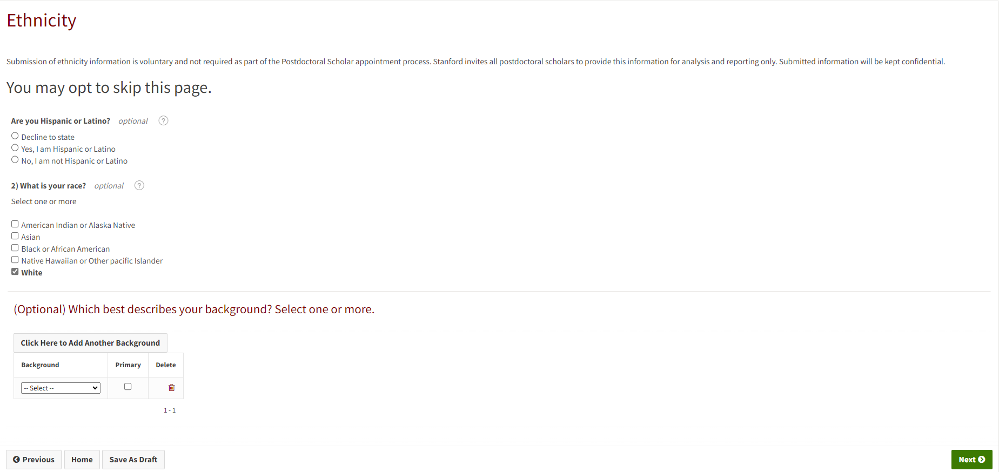 Ethnicity
Submission of ethnicity information is voluntary and not required as part of the Postdoctoral Scholar appointment process. Stanford invites all postdoctoral scholars to provide this information for analysis and reporting only. Submitted information will be kept confidential.
You may opt to skip this page.
Are you Hispanic or Latino? optional ?
Decline to state
Yes, I am Hispanic or Latino
No, I am not Hispanic or Latino
2) What is your race? optional ?
Select one or more
American Indian or Alaska Native
Asian
Black or African American
Native Hawaiian or Other pacific Islander
White
(Optional) Which best describes your background? Select one or more.
Click Here to Add Another Background
Background Primary Delete
-- Select --
1 - 1
Previous Home Save As Draft Next